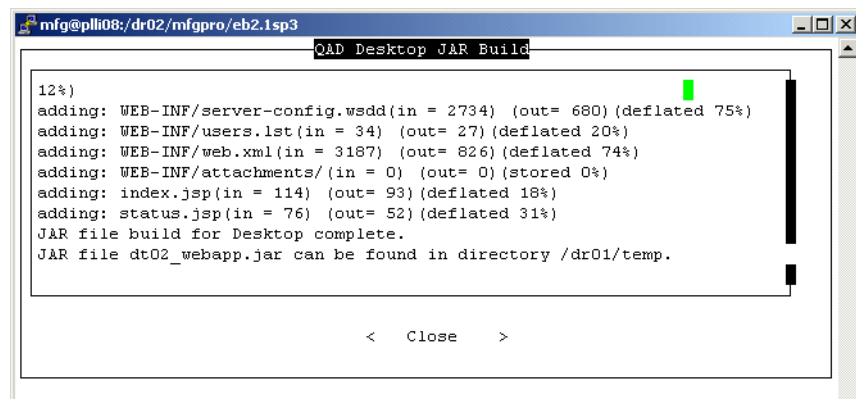 mfg@plli08:/dr02/mfgpro/eb2.1sp3
QAD Desktop JAR Build
12%)
adding: WEB-INF/server-config.wsdd(in = 2734) (out= 680)(deflated 75%)
adding: WEB-INF/users.lst(in = 34) (out= 27)(deflated 20%)
adding: WEB-INF/web.xml(in = 3187) (out= 826)(deflated 74%)
adding: WEB-INF/attachments/(in = 0) (out= 0)(stored 0%)
adding: index.jsp(in = 114) (out= 93)(deflated 18%)
adding: status.jsp(in = 76) (out= 52)(deflated 31%)
JAR file build for Desktop complete.
JAR file dt02_webapp.jar can be found in directory /dr01/temp.
< Close >